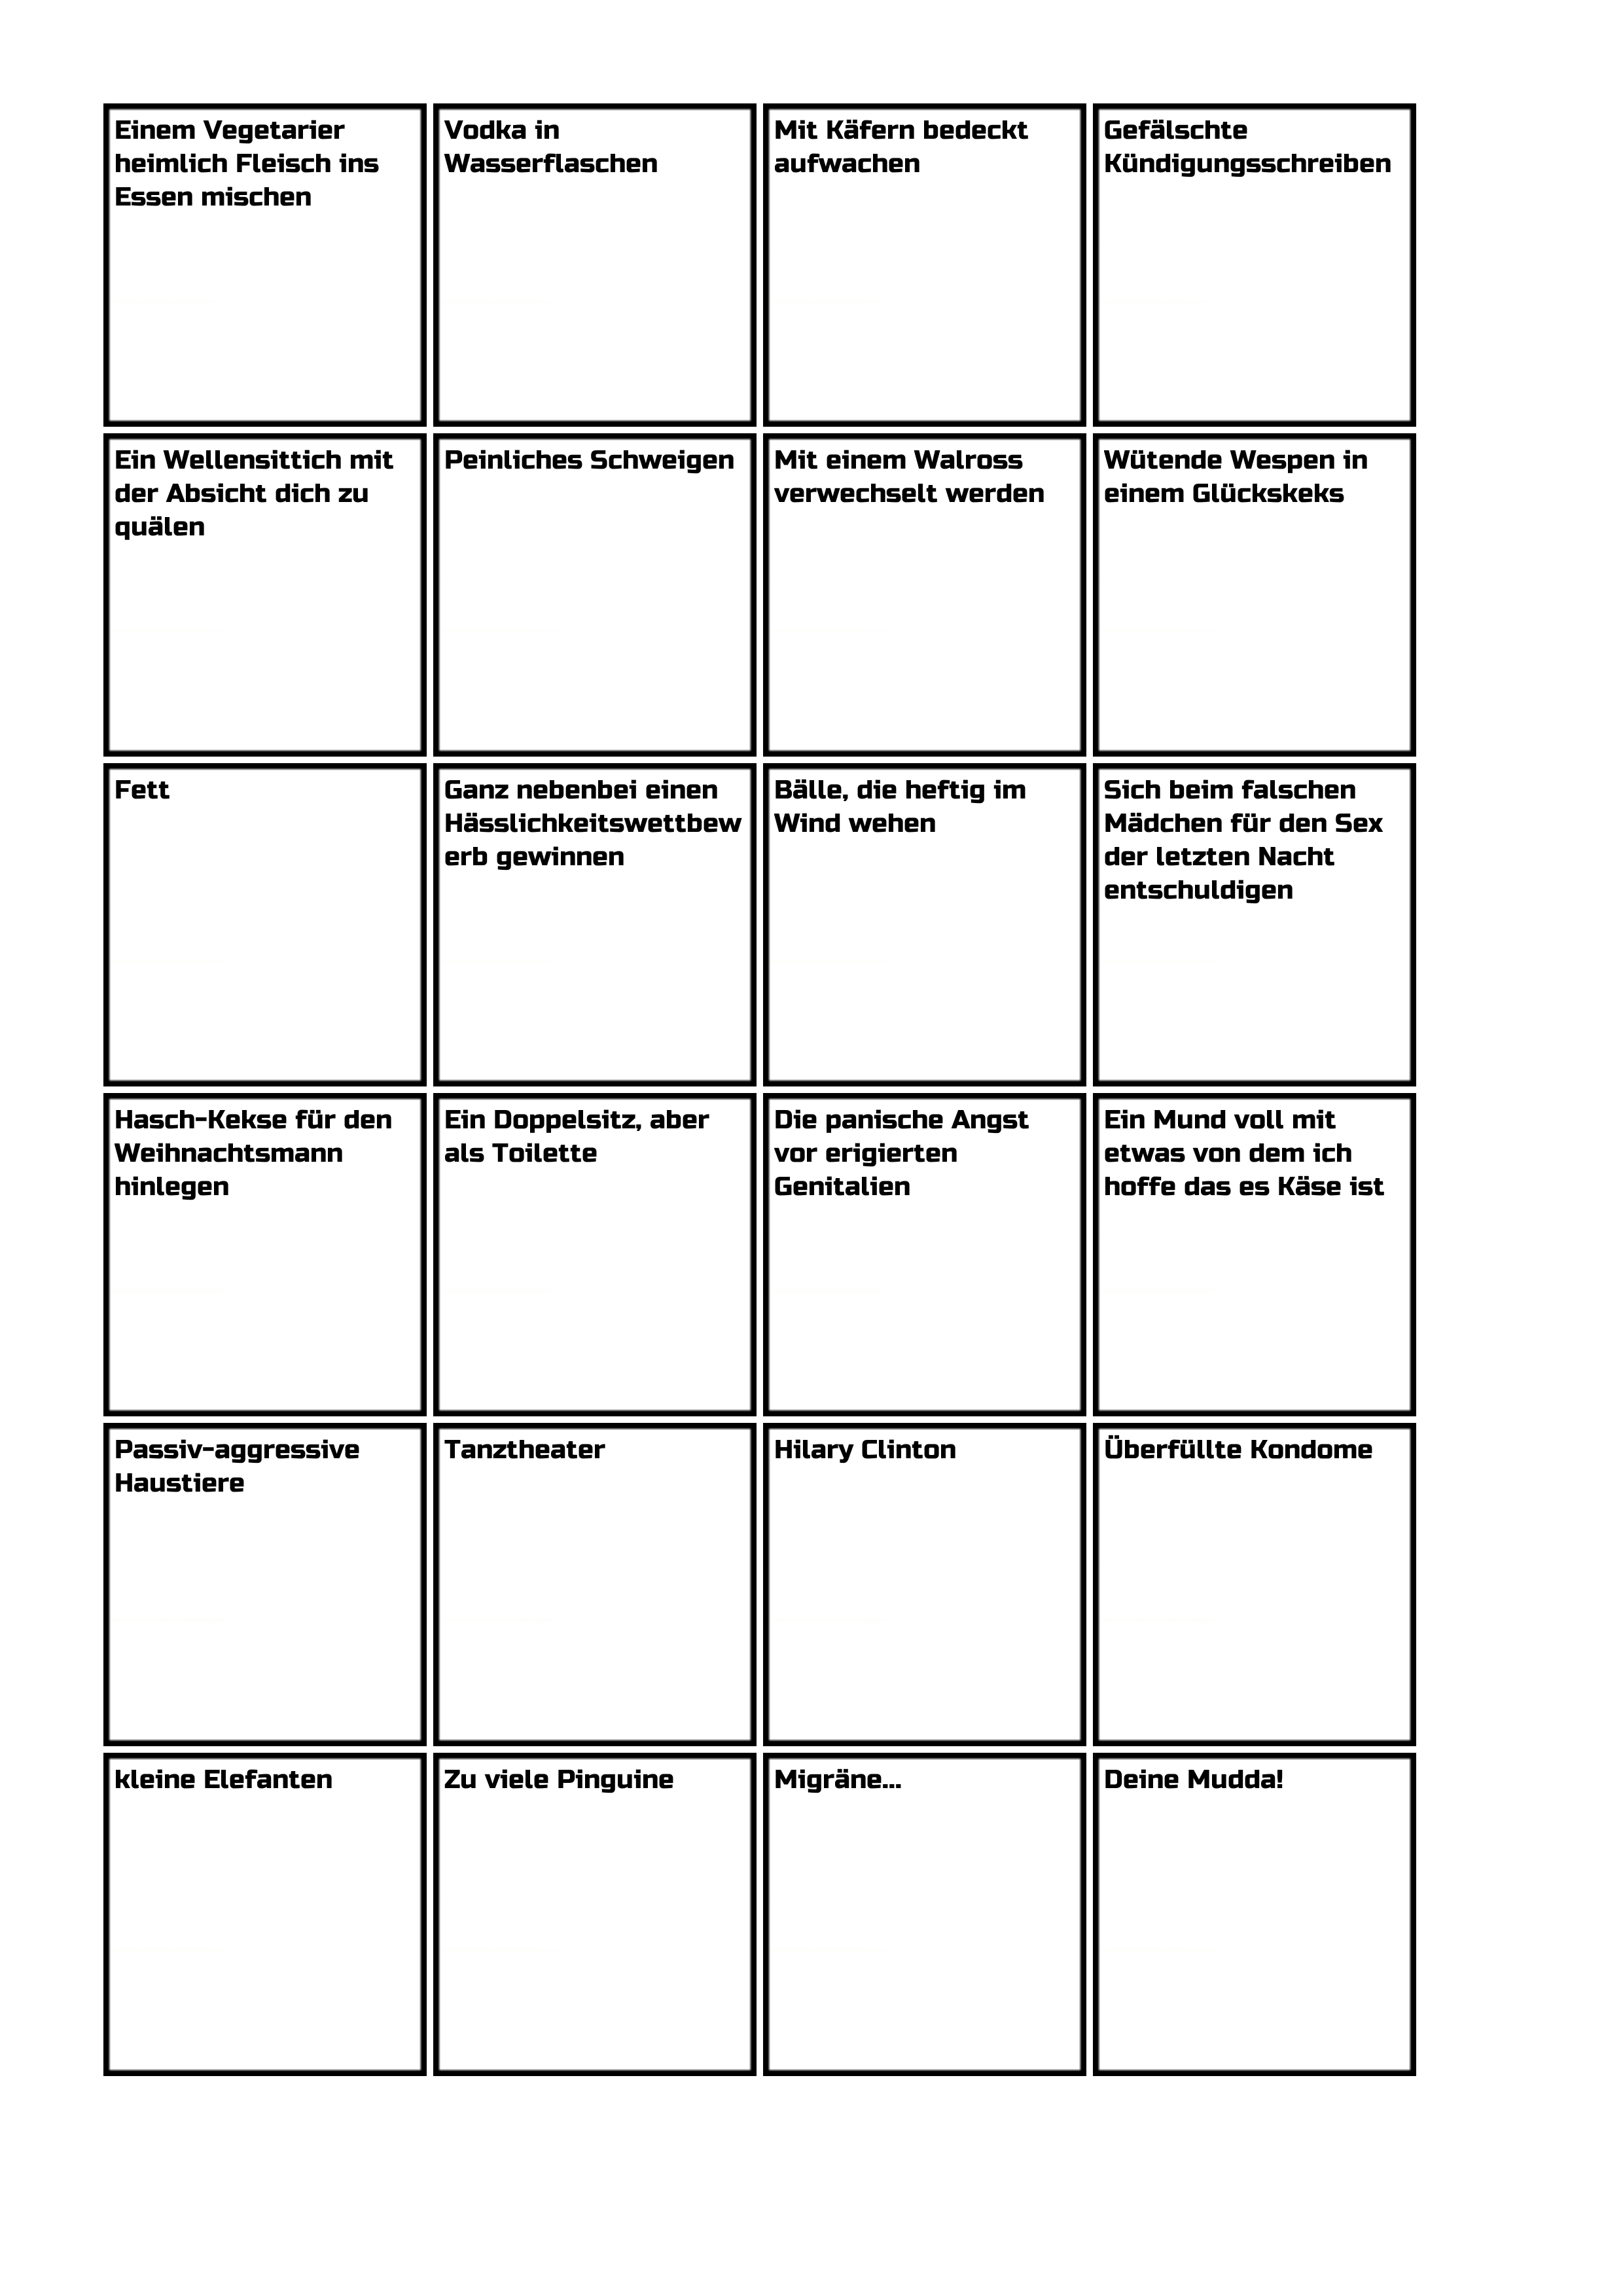 Einem Vegetarier
heimlich Fleisch ins
Essen mischen
Vodka in
Wasserflaschen
Mit Käfern bedeckt
aufwachen
Gefälschte
Kündigungsschreiben
Ein Wellensittich mit
der Absicht dich zu
quälen
Peinliches Schweigen
Mit einem Walross
verwechselt werden
Wütende Wespen in
einem Glückskeks
Fett
Ganz nebenbei einen
Hässlichkeitswettbew
erb gewinnen
Bälle, die heftig im
Wind wehen
Sich beim falschen
Mädchen für den Sex
der letzten Nacht
entschuldigen
Hasch-Kekse für den
Weihnachtsmann
hinlegen
Ein Doppelsitz, aber
als Toilette
Die panische Angst
vor erigierten
Genitalien
Ein Mund voll mit
etwas von dem ich
hoffe das es Käse ist
Passiv-aggressive
Haustiere
Tanztheater
Hilary Clinton
Überfüllte Kondome
kleine Elefanten
Zu viele Pinguine
Migräne...
Deine Mudda!